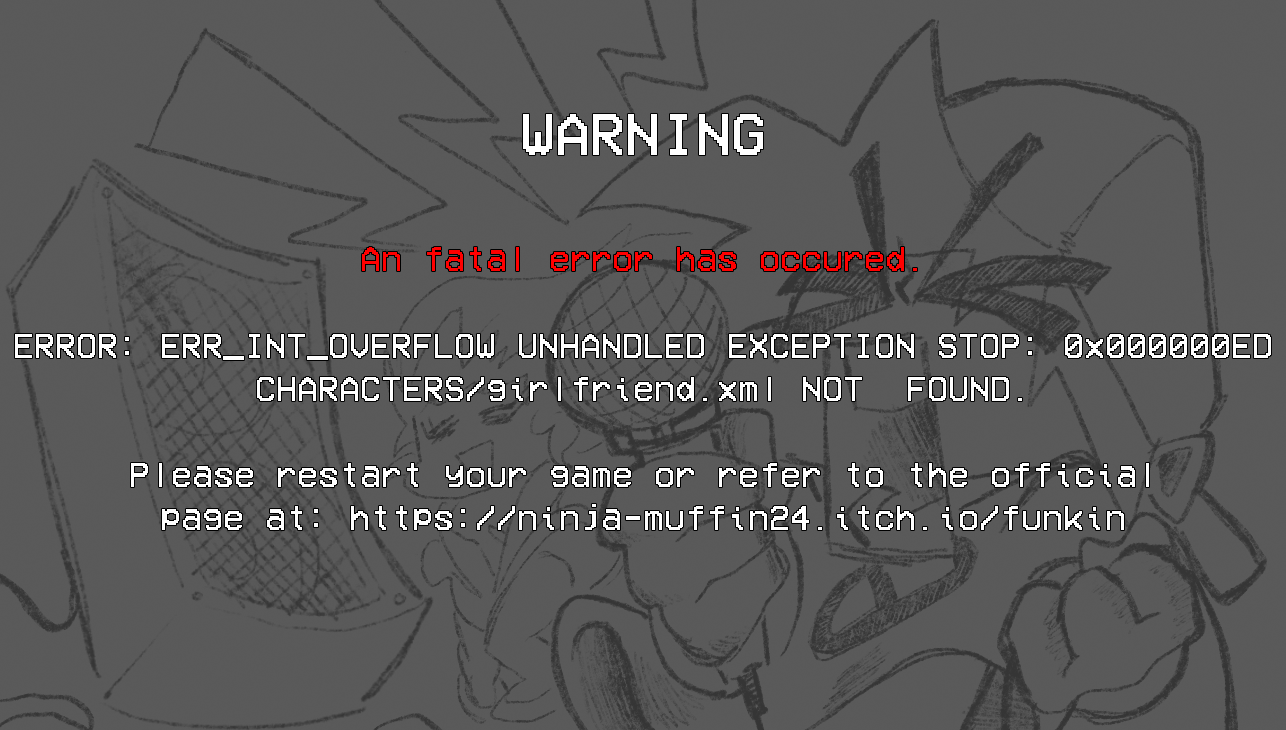 WARNING
An fatal error has occured.
ERROR: ERR_INT_OVERFLOW UNHANDLED EXCEPTION STOP: 0x000000ED
CHARACTERS/girlfriend.xml NOT  FOUND.
Please restart your game or refer to the official
page at: https://ninja-muffin24.itch.io/funkin